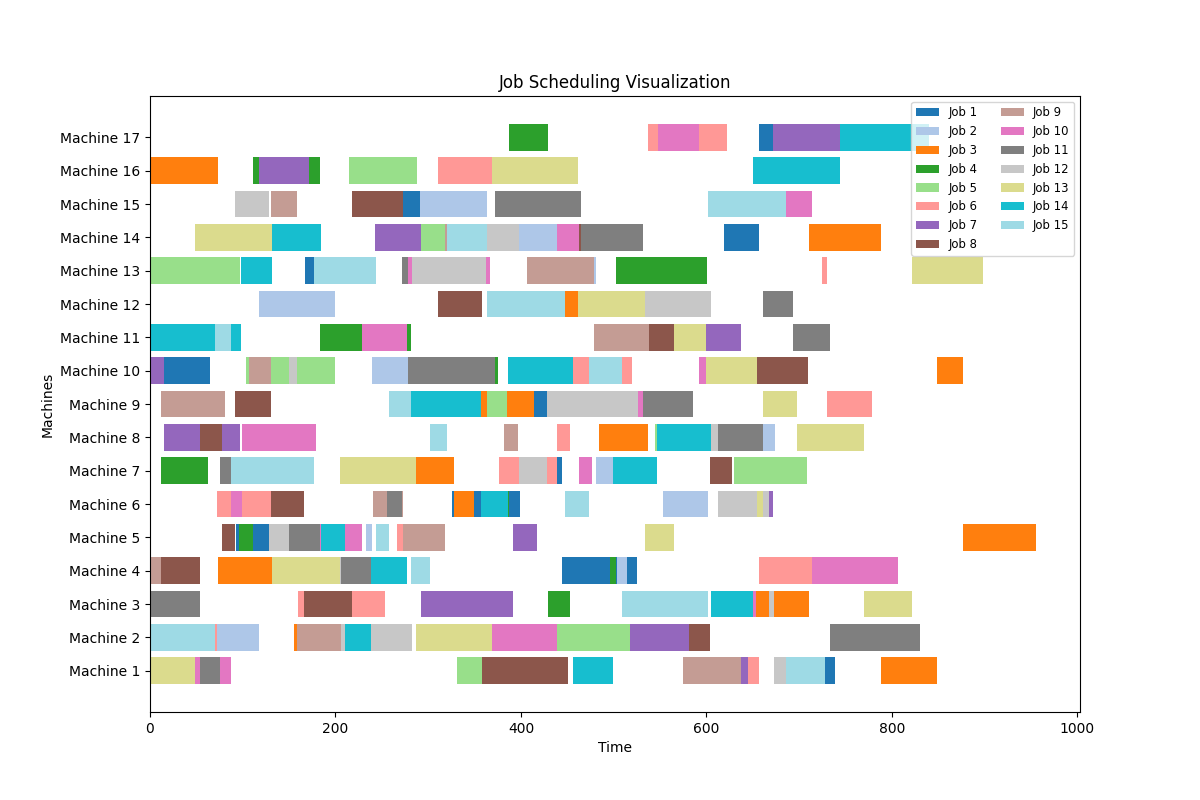 Job Scheduling Visualization
Machine 17
Machine 16
Machine 15
Machine 14
Machine 13
Machine 12
Machine 11
Machine 10
Machine 9
Machine 8
Machine 7
Machine 6
Machine 5
Machine 4
Machine 3
Machine 2
Machine 1
Machines
0 200 400 600 800 1000
Time
Job 1
Job 2
Job 3
Job 4
Job 5
Job 6
Job 7
Job 8
Job 9
Job 10
Job 11
Job 12
Job 13
Job 14
Job 15